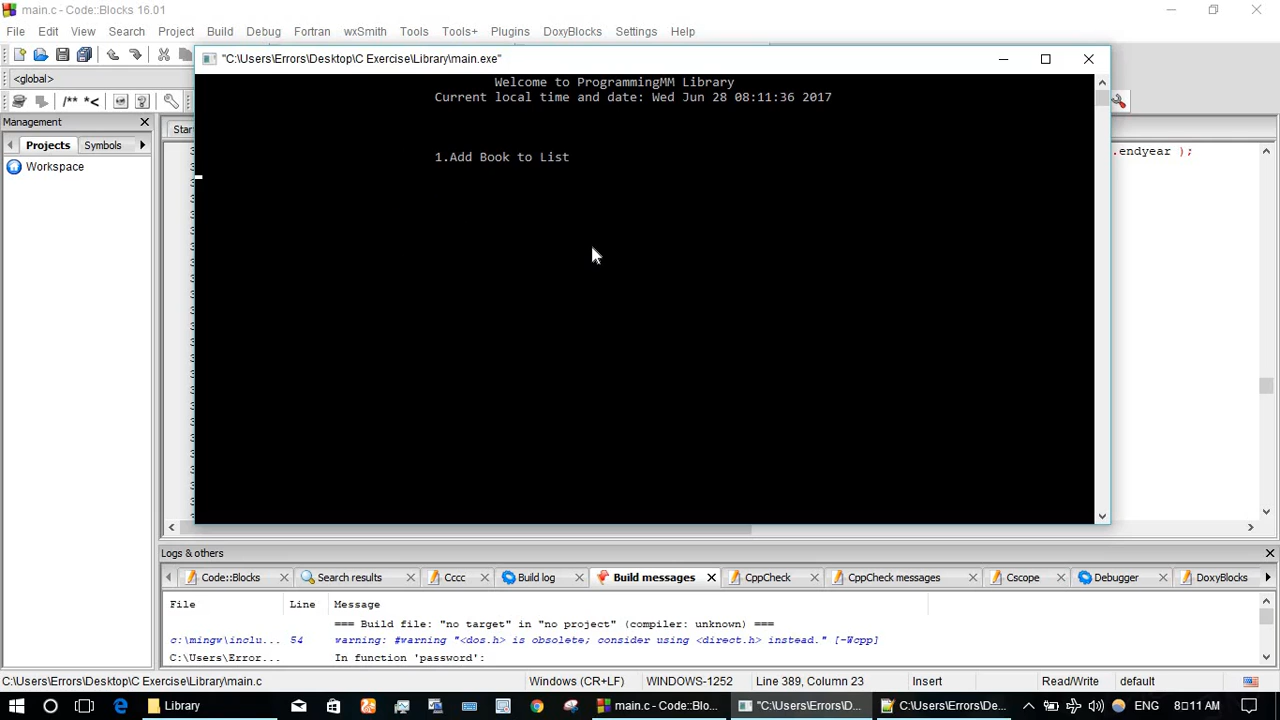 main.c - Code::Blocks 16.01
File Edit View Search Project Build Debug Fortran wxSmith Tools Tools+ Plugins DoxyBlocks Settings Help
"C:\Users\Errors\Desktop\C Exercise\Library\main.exe"
<global>
Welcome to ProgrammingMM Library
Current local time and date: Wed Jun 28 08:11:36 2017
/** *<
Management
Projects Symbols
Star
.endyear );
1.Add Book to List
Workspace
Logs & others
Code::Blocks Search results Cccc Build log Build messages CppCheck CppCheck messages Cscope Debugger DoxyBlocks
File Line Message
=== Build file: "no target" in "no project" (compiler: unknown) ===
c:\mingw\inclu... 54 warning: #warning "<dos.h> is obsolete; consider using <direct.h> instead." [-Wcpp]
C:\Users\Error... In function 'password':
C:\Users\Errors\Desktop\C Exercise\Library\main.c Windows (CR+LF) WINDOWS-1252 Line 389, Column 23 Insert Read/Write default
Library main.c - Code::Blocks ... "C:\Users\Errors\D... C:\Users\Errors\De... ENG 8:11 AM